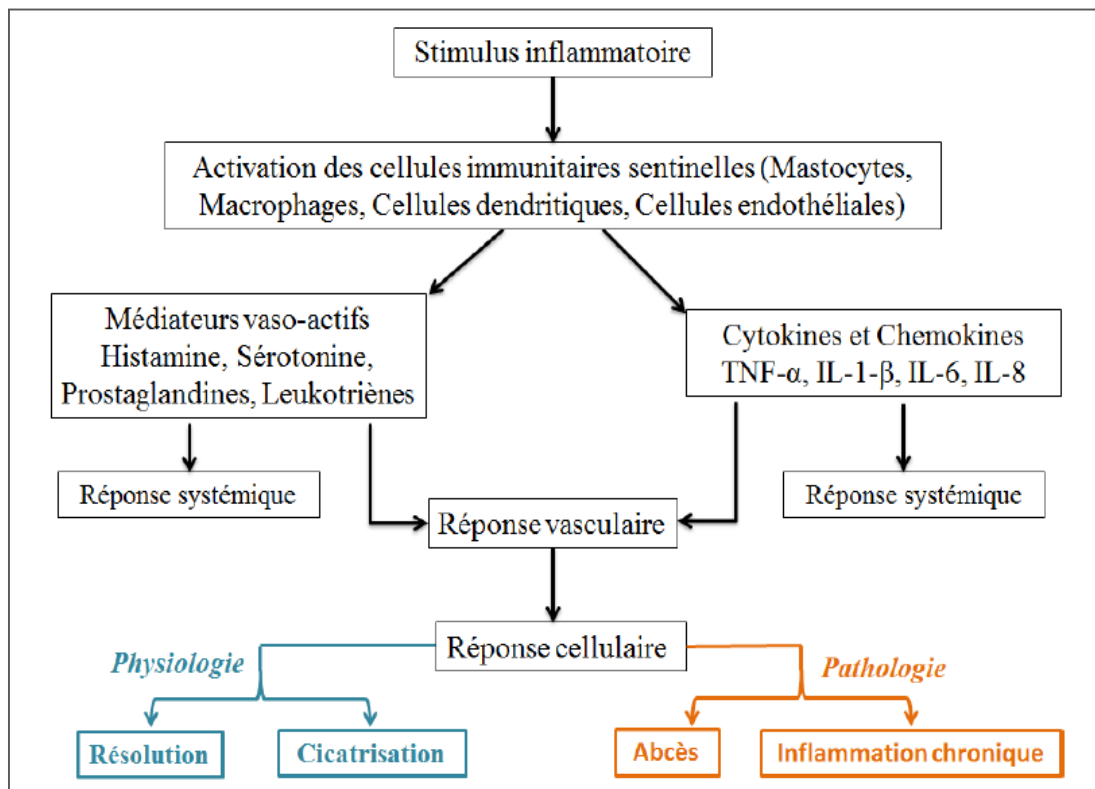 Stimulus inflammatoire
Activation des cellules immunitaires sentinelles (Mastocytes,
Macrophages, Cellules dendritiques, Cellules endothéliales)
Médiateurs vaso-actifs
Histamine, Sérotonine,
Prostaglandines, Leukotriènes
Cytokines et Chemokines
TNF-α, IL-1-β, IL-6, IL-8
Réponse systémique
Réponse systémique
Réponse vasculaire
Réponse cellulaire
Physiologie
Pathologie
Résolution
Cicatrisation
Abcès
Inflammation chronique